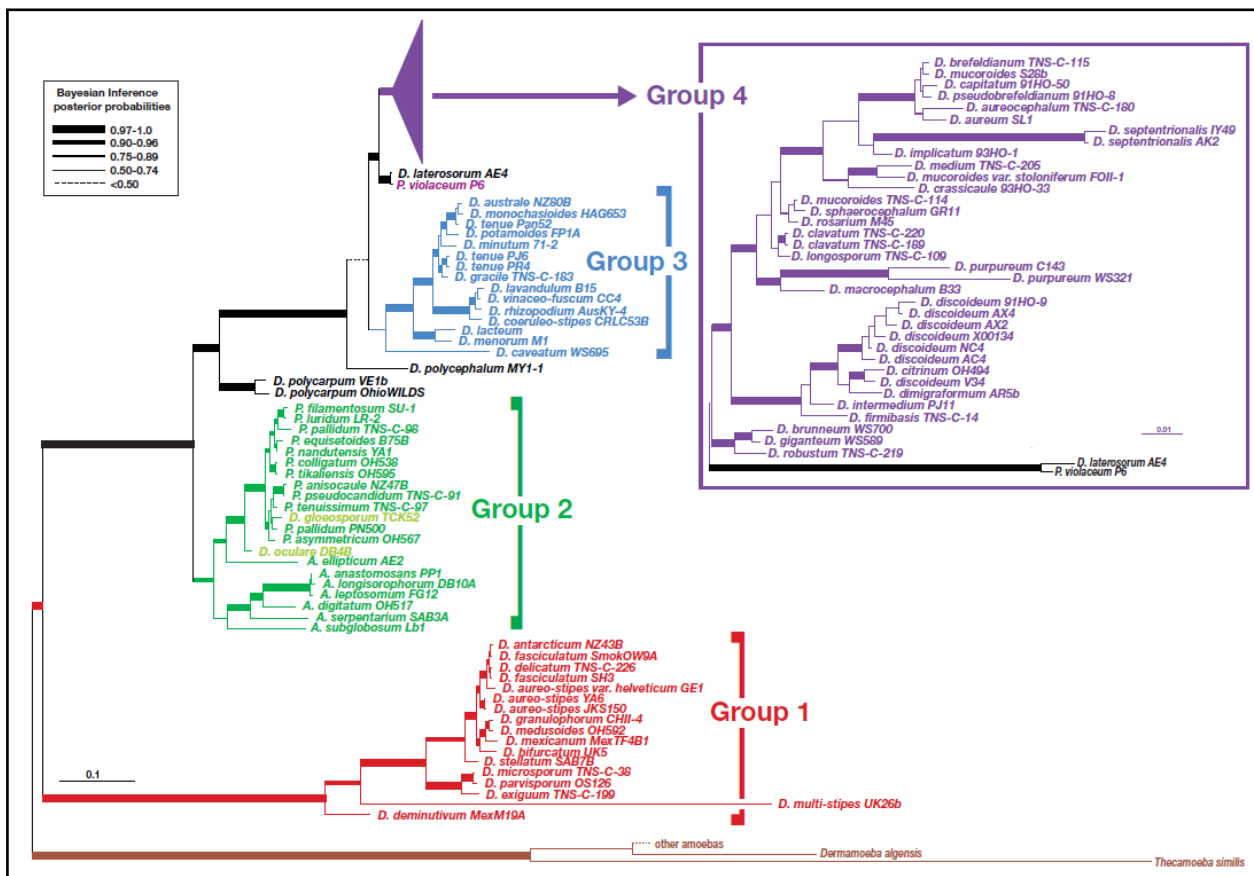 Bayesian Inference
posterior probabilities
0.97-1.0
0.90-0.96
0.75-0.89
0.50-0.74
<0.50
Group 4
D. laterosorum AE4
P. violaceum P6
D. australe NZ80B
D. monochasioides HAG653
D. tenue Pan52
D. potamoides FP1A
D. minutum 71-2
D. tenue PJ6
D. tenue PR4
D. gracile TNS-C-183
D. lavandulum B15
D. vinaceo-fuscum CC4
D. rhizopodium AusKY-4
D. coeruleo-stipes CRLC53B
D. lacteum
D. menorum M1
D. caveatum WS695
Group 3
D. polycephalum MY1-1
D. polycarpum VE1b
D. polycarpum OhioWILDS
P. filamentosum SU-1
P. luridum LR-2
P. pallidum TNS-C-98
P. equisetoides B75B
P. nandutensis YA1
P. colligatum OH538
P. tikaliensis OH595
P. anisocaule NZ47B
P. pseudocandidum TNS-C-91
P. tenuissimum TNS-C-97
D. gloeosporum TCK52
P. pallidum PN500
P. asymmetricum OH567
D. oculare DB4B
A. ellipticum AE2
A. anastomosans PP1
A. longisorophorum DB10A
A. leptosomum FG12
A. digitatum OH517
A. serpentarium SAB3A
A. subglobosum Lb1
Group 2
D. antarcticum NZ43B
D. fasciculatum SmokOW9A
D. delicatum TNS-C-226
D. fasciculatum SH3
D. aureo-stipes var. helveticum GE1
D. aureo-stipes YA6
D. aureo-stipes JKS150
D. granulophorum CHII-4
D. medusoides OH592
D. mexicanum MexTF4B1
D. bifurcatum UK5
D. stellatum SAB7B
D. microsporum TNS-C-38
D. parvisporum OS126
D. exiguum TNS-C-199
D. multi-stipes UK26b
D. deminutivum MexM19A
Group 1
0.1
other amoebas
Dermamoeba algensis
Thecamoeba similis
D. brefeldianum TNS-C-115
D. mucoroides S28b
D. capitatum 91HO-50
D. pseudobrefeldianum 91HO-8
D. aureocephalum TNS-C-180
D. aureum SL1
D. septentrionalis IY49
D. septentrionalis AK2
D. implicatum 93HO-1
D. medium TNS-C-205
D. mucoroides var. stoloniferum FOII-1
D. crassicaule 93HO-33
D. mucoroides TNS-C-114
D. sphaerocephalum GR11
D. rosarium M45
D. clavatum TNS-C-220
D. clavatum TNS-C-189
D. longosporum TNS-C-109
D. purpureum C143
D. purpureum WS321
D. macrocephalum B33
D. discoideum 91HO-9
D. discoideum AX4
D. discoideum AX2
D. discoideum X00134
D. discoideum NC4
D. discoideum AC4
D. citrinum OH494
D. discoideum V34
D. dimigraformum AR5b
D. intermedium PJ11
D. firmibasis TNS-C-14
D. brunneum WS700
D. giganteum WS589
D. robustum TNS-C-219
D. laterosorum AE4
P. violaceum P6
0.01